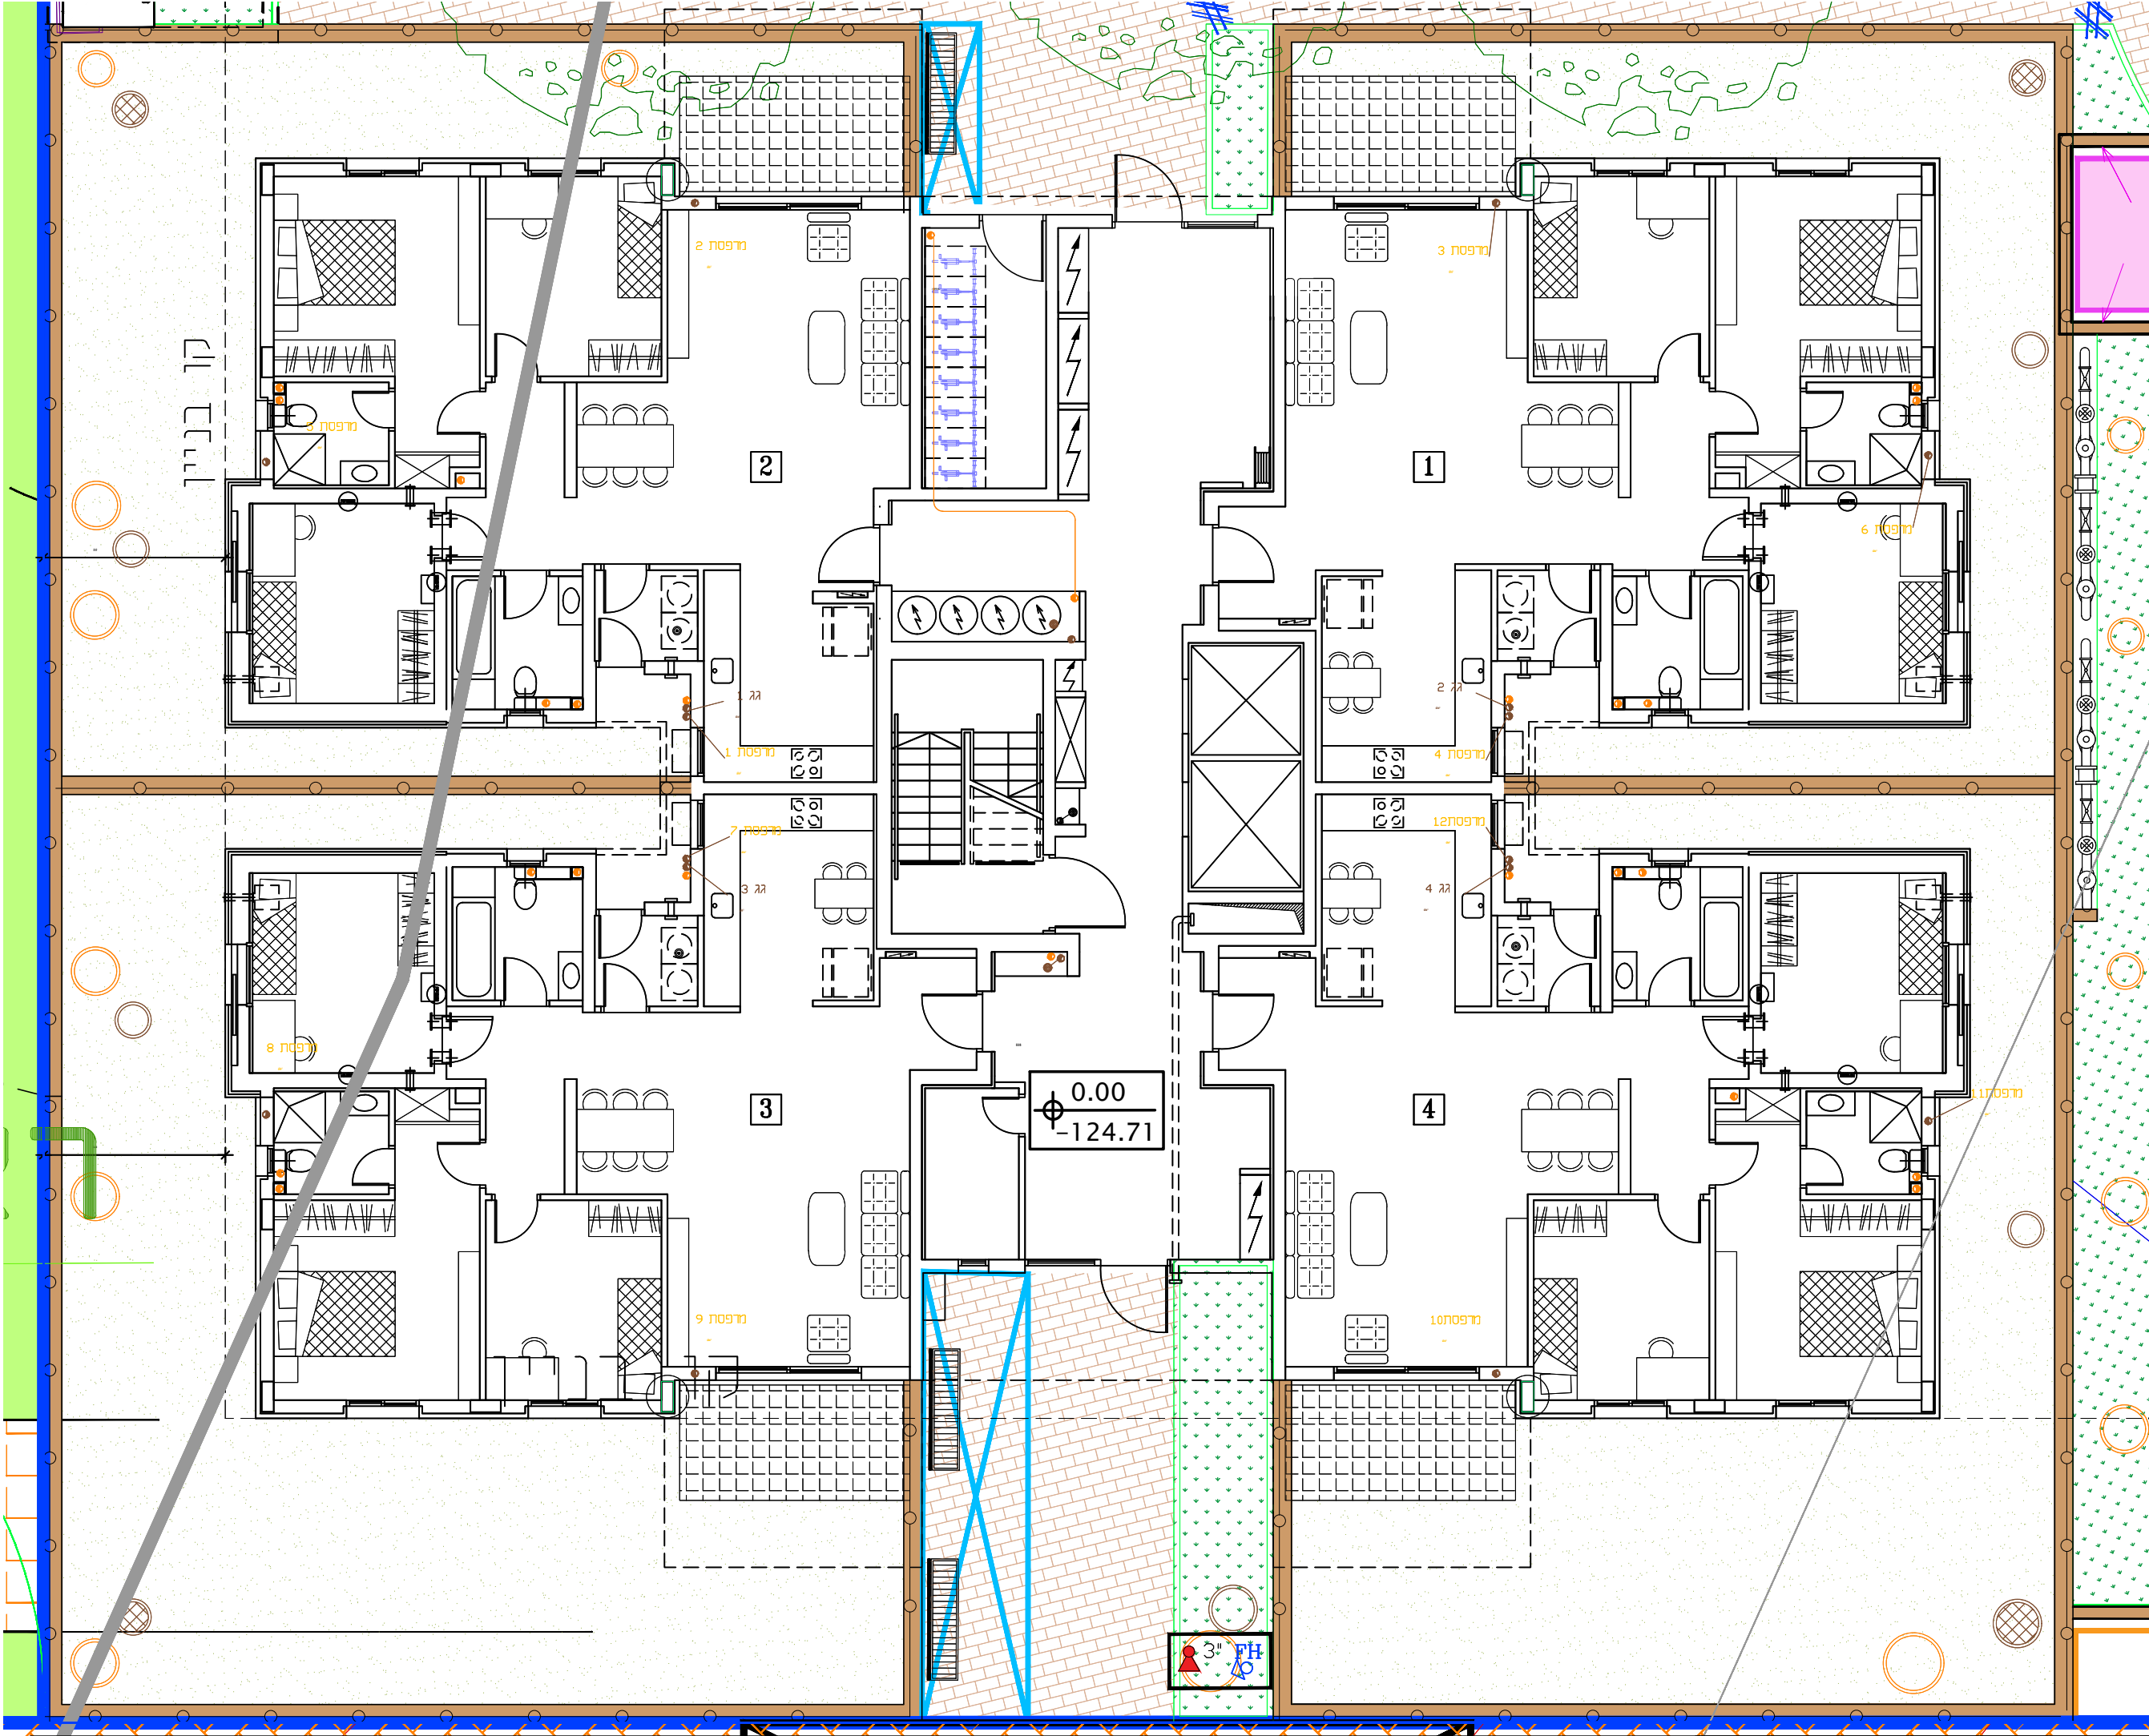 מרפסת 2
מרפסת 3
קו בניין
מרפסת 5
2
1
מרפסת 6
גג 1
גג 2
מרפסת 1
מרפסת 4
מרפסת 7
מרפסת 12
גג 3
גג 4
מרפסת 8
0.00
-124.71
3
4
מרפסת 11
מרפסת 9
מרפסת 10
3" FH